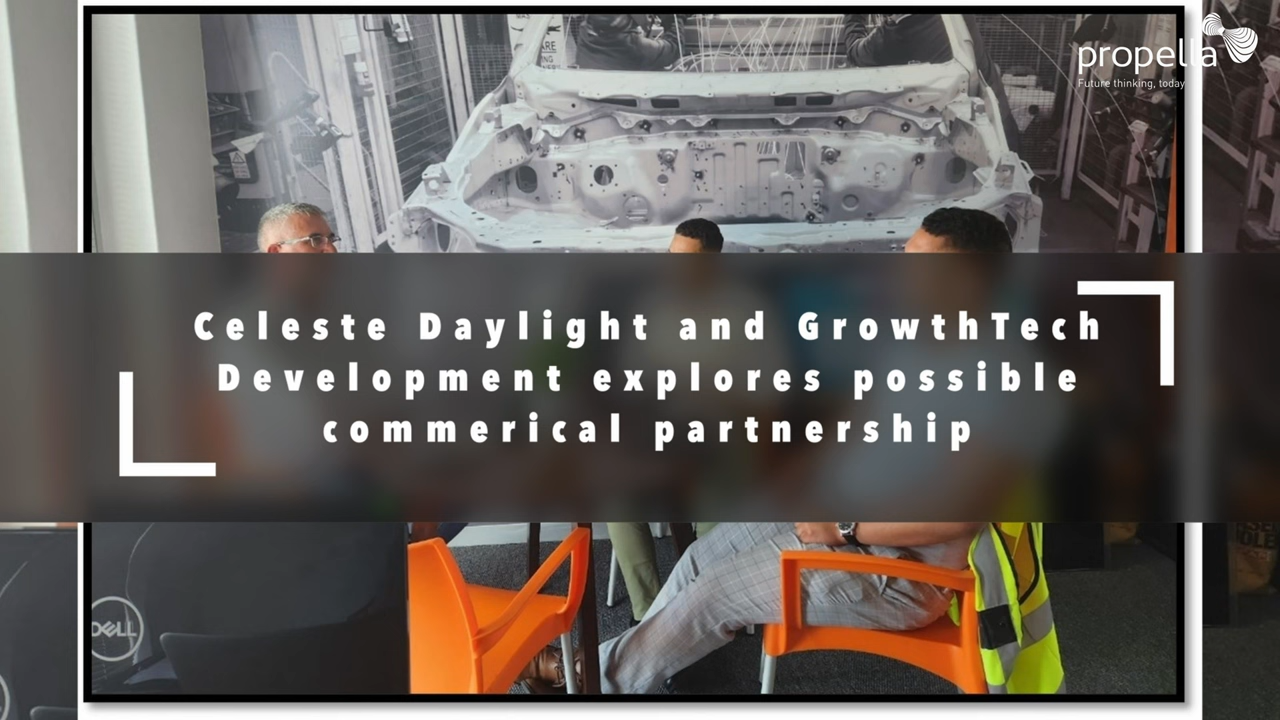 propella
Future thinking, today
Celeste Daylight and GrowthTech
Development explores possible
commerical partnership
DELL